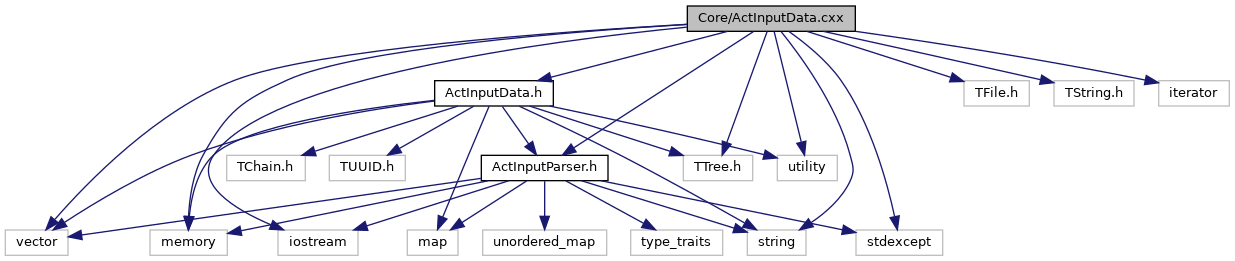 Core/ActInputData.cxx
ActInputData.h
TFile.h
TString.h
iterator
TChain.h
TUUID.h
ActInputParser.h
TTree.h
utility
vector
memory
iostream
map
unordered_map
type_traits
string
stdexcept